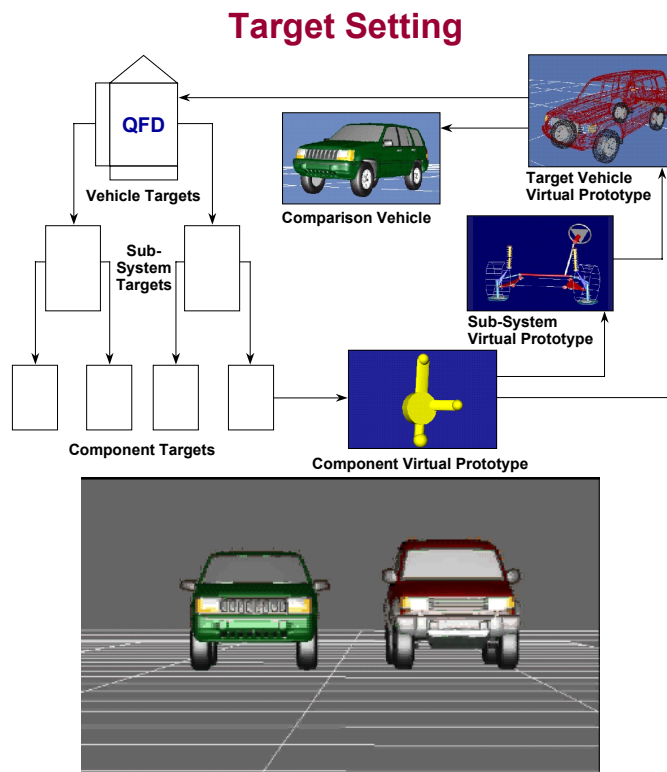 Target Setting
QFD
Vehicle Targets
Comparison Vehicle
Target Vehicle
Virtual Prototype
Sub-
System
Targets
Sub-System
Virtual Prototype
Component Targets
Component Virtual Prototype